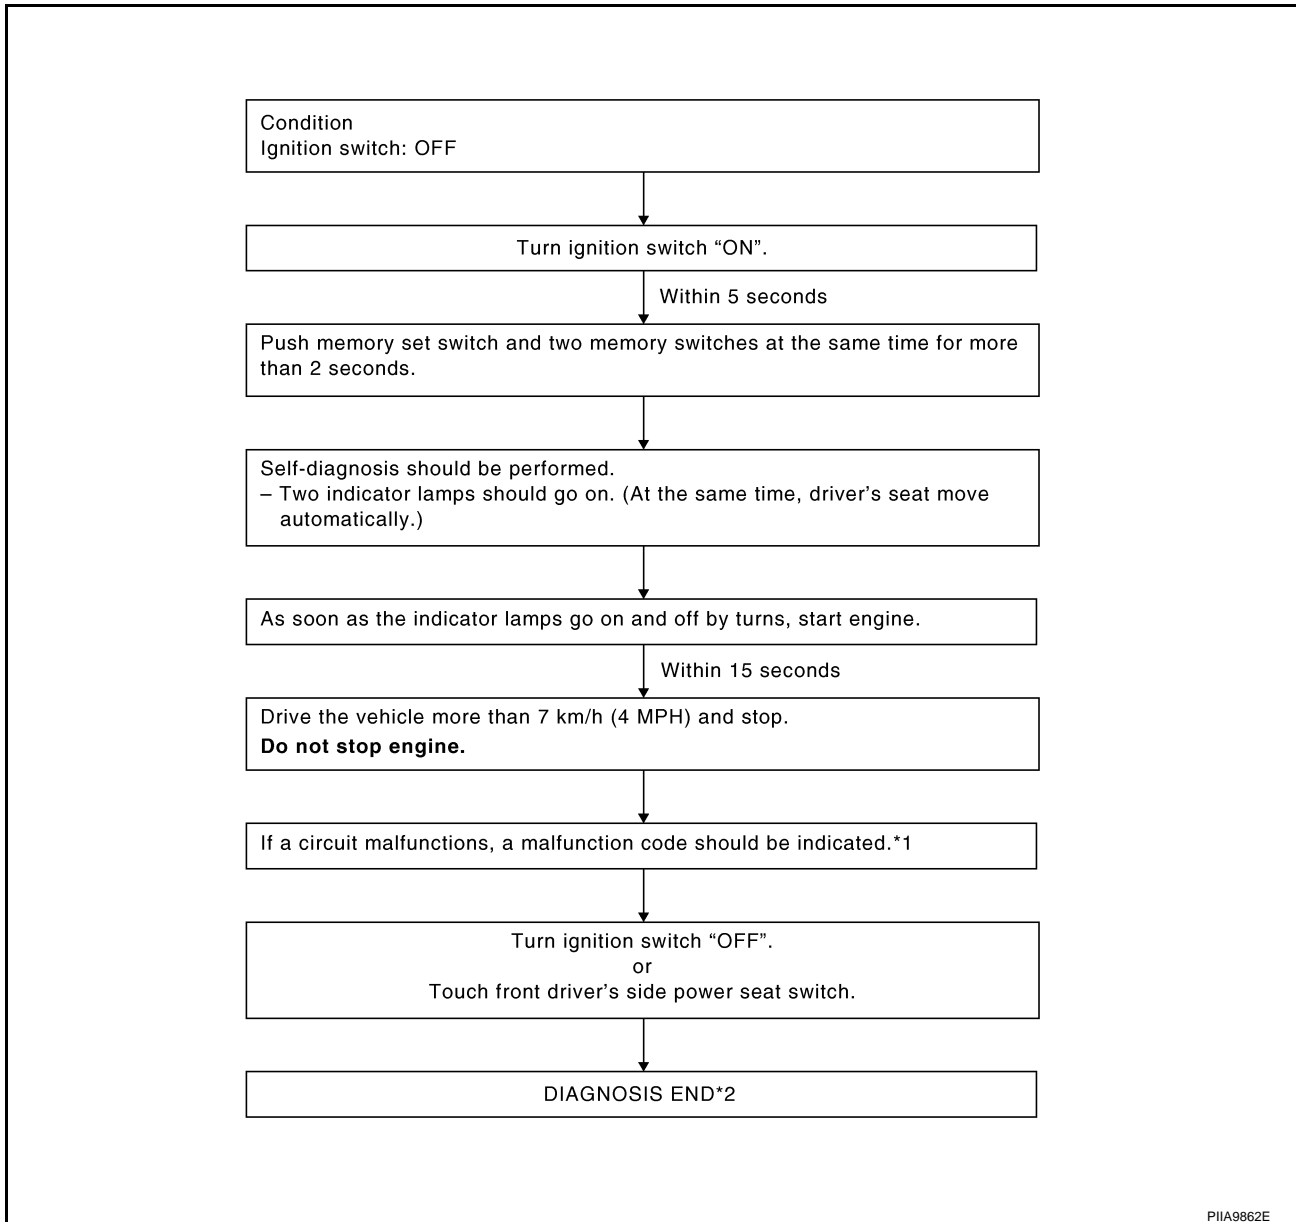 Condition
Ignition switch: OFF
Turn ignition switch “ON”.
Within 5 seconds
Push memory set switch and two memory switches at the same time for more
than 2 seconds.
Self-diagnosis should be performed.
– Two indicator lamps should go on. (At the same time, driver’s seat move
automatically.)
As soon as the indicator lamps go on and off by turns, start engine.
Within 15 seconds
Drive the vehicle more than 7 km/h (4 MPH) and stop.
Do not stop engine.
If a circuit malfunctions, a malfunction code should be indicated.*1
Turn ignition switch “OFF”.
or
Touch front driver’s side power seat switch.
DIAGNOSIS END*2
PIIA9862E